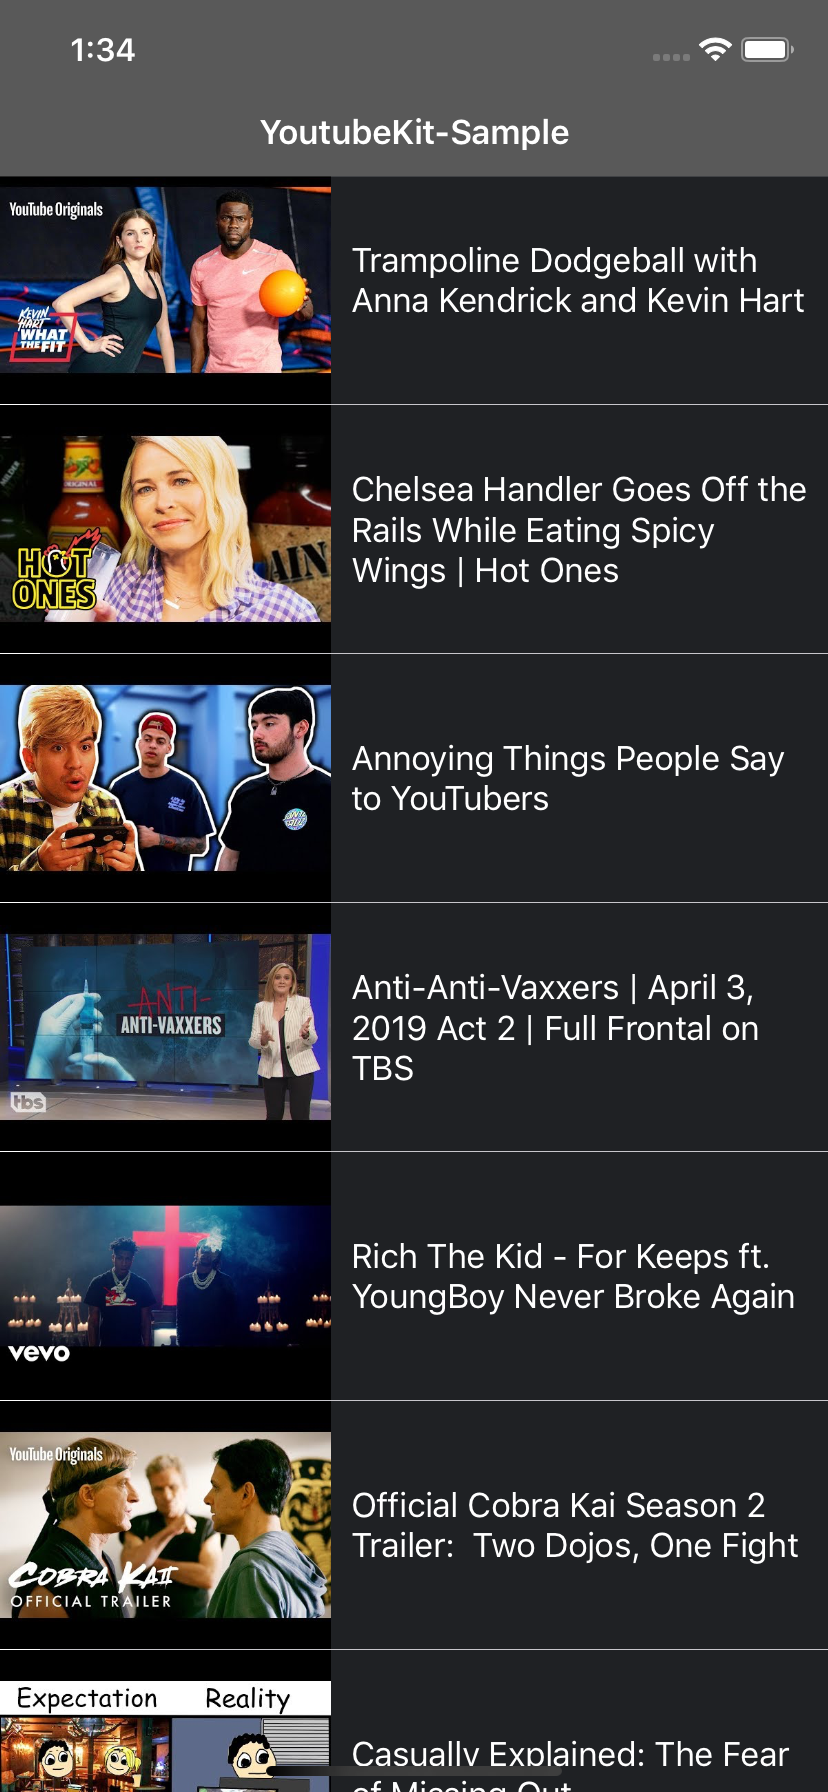 1:34
YoutubeKit-Sample
YouTube Originals
KEVIN
HART
WHAT
THE FIT
Trampoline Dodgeball with
Anna Kendrick and Kevin Hart
ORIGINAL
AIN
HOT
ONES
Chelsea Handler Goes Off the
Rails While Eating Spicy
Wings | Hot Ones
Annoying Things People Say
to YouTubers
ANTI-
ANTI-VAXXERS
tbs
Anti-Anti-Vaxxers | April 3,
2019 Act 2 | Full Frontal on
TBS
vevo
Rich The Kid - For Keeps ft.
YoungBoy Never Broke Again
YouTube Originals
COBRA KAI II
OFFICIAL TRAILER
Official Cobra Kai Season 2
Trailer:  Two Dojos, One Fight
Expectation Reality
Casually Explained: The Fear
of Missing Out